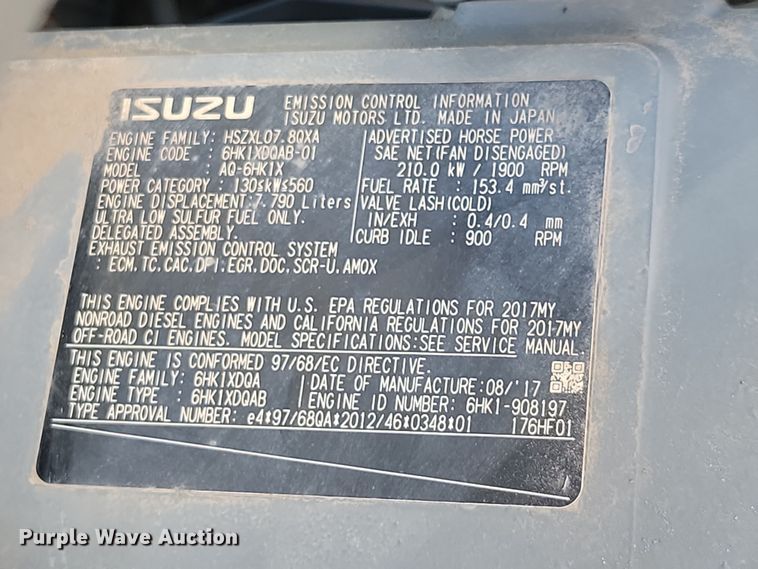 ISUZU EMISSION CONTROL INFORMATION
ISUZU MOTORS LTD. MADE IN JAPAN
ENGINE FAMILY: HSZXL07.8QXA
ENGINE CODE : 6HK1XDQAB-01
MODEL : AQ-6HK1X
POWER CATEGORY : 130≤kW≤560
ENGINE DISPLACEMENT:7.790 Liters
ULTRA LOW SULFUR FUEL ONLY.
DELEGATED ASSEMBLY.
EXHAUST EMISSION CONTROL SYSTEM
: ECM,TC,CAC,DFI,EGR,DOC,SCR-U,AMOX
ADVERTISED HORSE POWER
SAE NET(FAN DISENGAGED)
210.0 kW / 1900 RPM
FUEL RATE : 153.4 mm³/st.
VALVE LASH(COLD)
IN/EXH : 0.4/0.4 mm
CURB IDLE : 900 RPM
THIS ENGINE COMPLIES WITH U.S. EPA REGULATIONS FOR 2017MY
NONROAD DIESEL ENGINES AND CALIFORNIA REGULATIONS FOR 2017MY
OFF-ROAD CI ENGINES. MODEL SPECIFICATIONS:SEE SERVICE MANUAL.
THIS ENGINE IS CONFORMED 97/68/EC DIRECTIVE.
ENGINE FAMILY: 6HK1XDQA DATE OF MANUFACTURE:08/'17
ENGINE TYPE : 6HK1XDQAB ENGINE ID NUMBER: 6HK1-908197
TYPE APPROVAL NUMBER: e4*97/68QA*2012/46*0348*01 176HF01
Purple Wave Auction